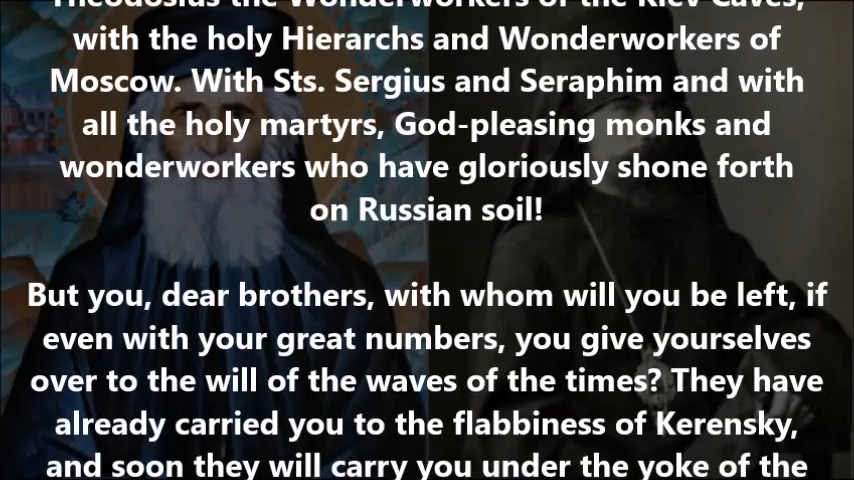 Theodosius the Wonderworkers of the Kiev Caves,
with the holy Hierarchs and Wonderworkers of
Moscow. With Sts. Sergius and Seraphim and with
all the holy martyrs, God-pleasing monks and
wonderworkers who have gloriously shone forth
on Russian soil!
But you, dear brothers, with whom will you be left, if
even with your great numbers, you give yourselves
over to the will of the waves of the times? They have
already carried you to the flabbiness of Kerensky,
and soon they will carry you under the yoke of the